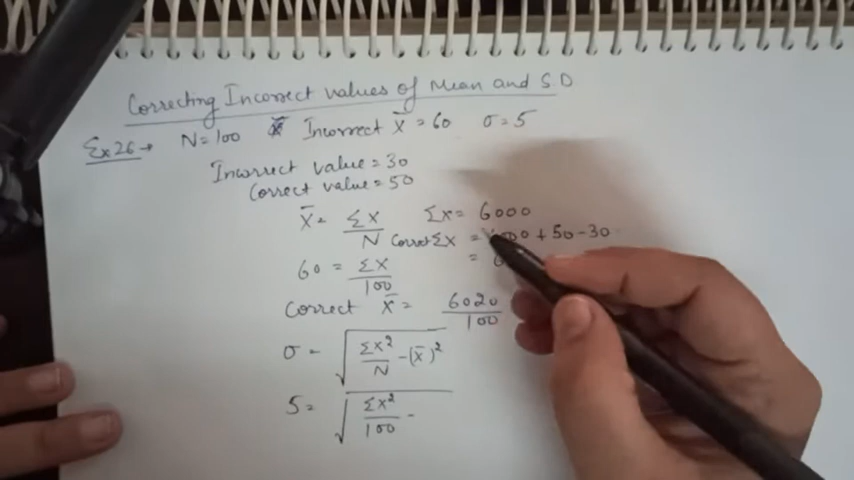 Correcting Incorrect values of Mean and S.D
Ex 26 → N=100 Incorrect X̄ = 60 σ = 5
Incorrect value = 30
Correct value = 50
X̄ = ΣX/N ΣX = 6000
Correct ΣX = 6000 + 50 - 30
60 = ΣX/100 =
Correct X̄ = 6020/100
σ = √(ΣX²/N - (X̄)²)
5 = √(ΣX²/100 -